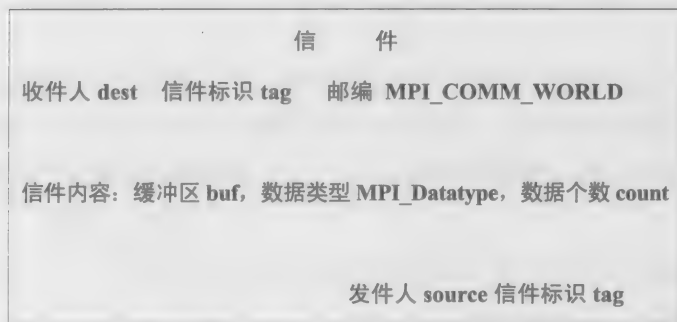 信 件
收件人 dest 信件标识 tag 邮编 MPI_COMM_WORLD
信件内容：缓冲区 buf，数据类型 MPI_Datatype，数据个数 count
发件人 source 信件标识 tag